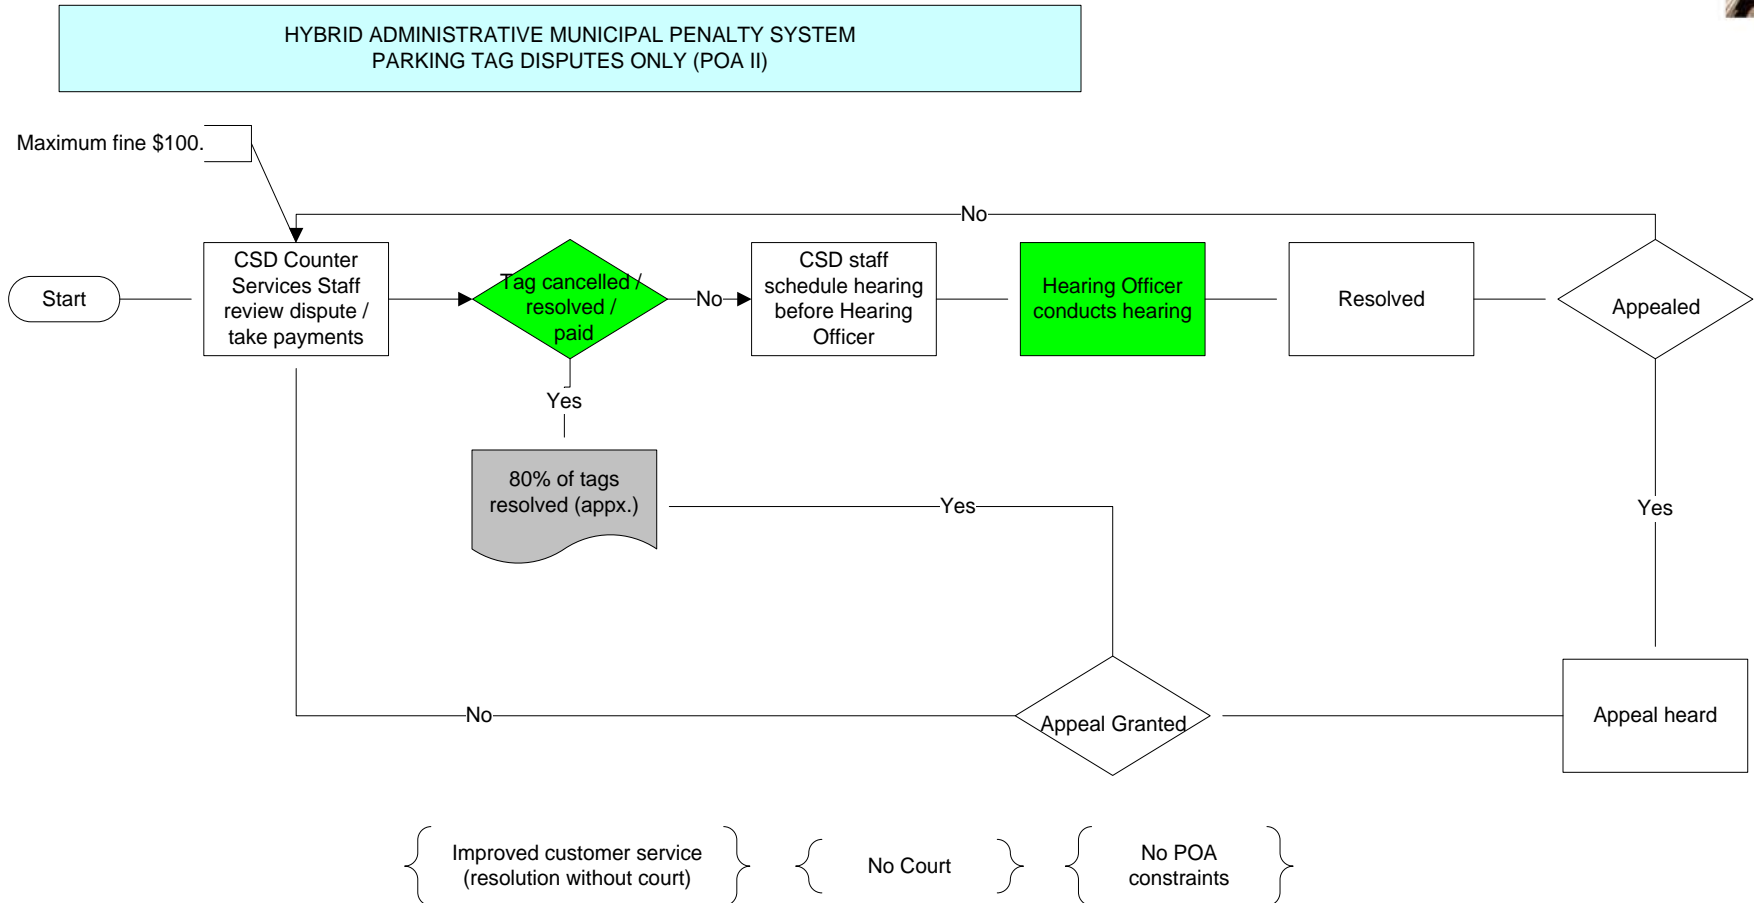 HYBRID ADMINISTRATIVE MUNICIPAL PENALTY SYSTEM
PARKING TAG DISPUTES ONLY (POA II)
Maximum fine $100.
No
Start
CSD Counter
Services Staff
review dispute /
take payments
Tag cancelled /
resolved /
paid
No
CSD staff
schedule hearing
before Hearing
Officer
Hearing Officer
conducts hearing
Resolved
Appealed
Yes
80% of tags
resolved (appx.)
Yes
Yes
No
Appeal Granted
Appeal heard
Improved customer service
(resolution without court)
No Court
No POA
constraints